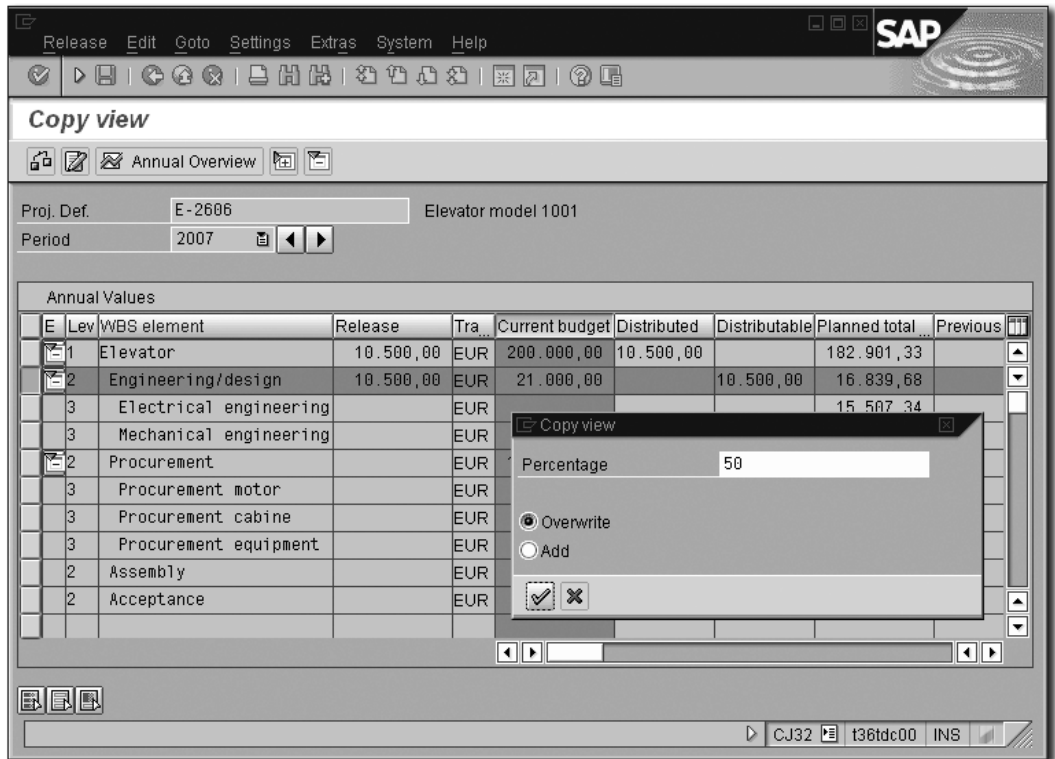 Release Edit Goto Settings Extras System Help
SAP
Copy view
Annual Overview
Proj. Def. E-2606 Elevator model 1001
Period 2007
Annual Values
E Lev WBS element Release Tra... Current budget Distributed Distributable Planned total ... Previous
1 Elevator 10.500,00 EUR 200.000,00 10.500,00 182.901,33
2 Engineering/design 10.500,00 EUR 21.000,00 10.500,00 16.839,68
3 Electrical engineering EUR 15.507,34
3 Mechanical engineering EUR
2 Procurement EUR
3 Procurement motor EUR
3 Procurement cabine EUR
3 Procurement equipment EUR
2 Assembly EUR
2 Acceptance EUR
Copy view
Percentage 50
Overwrite
Add
CJ32 t36tdc00 INS